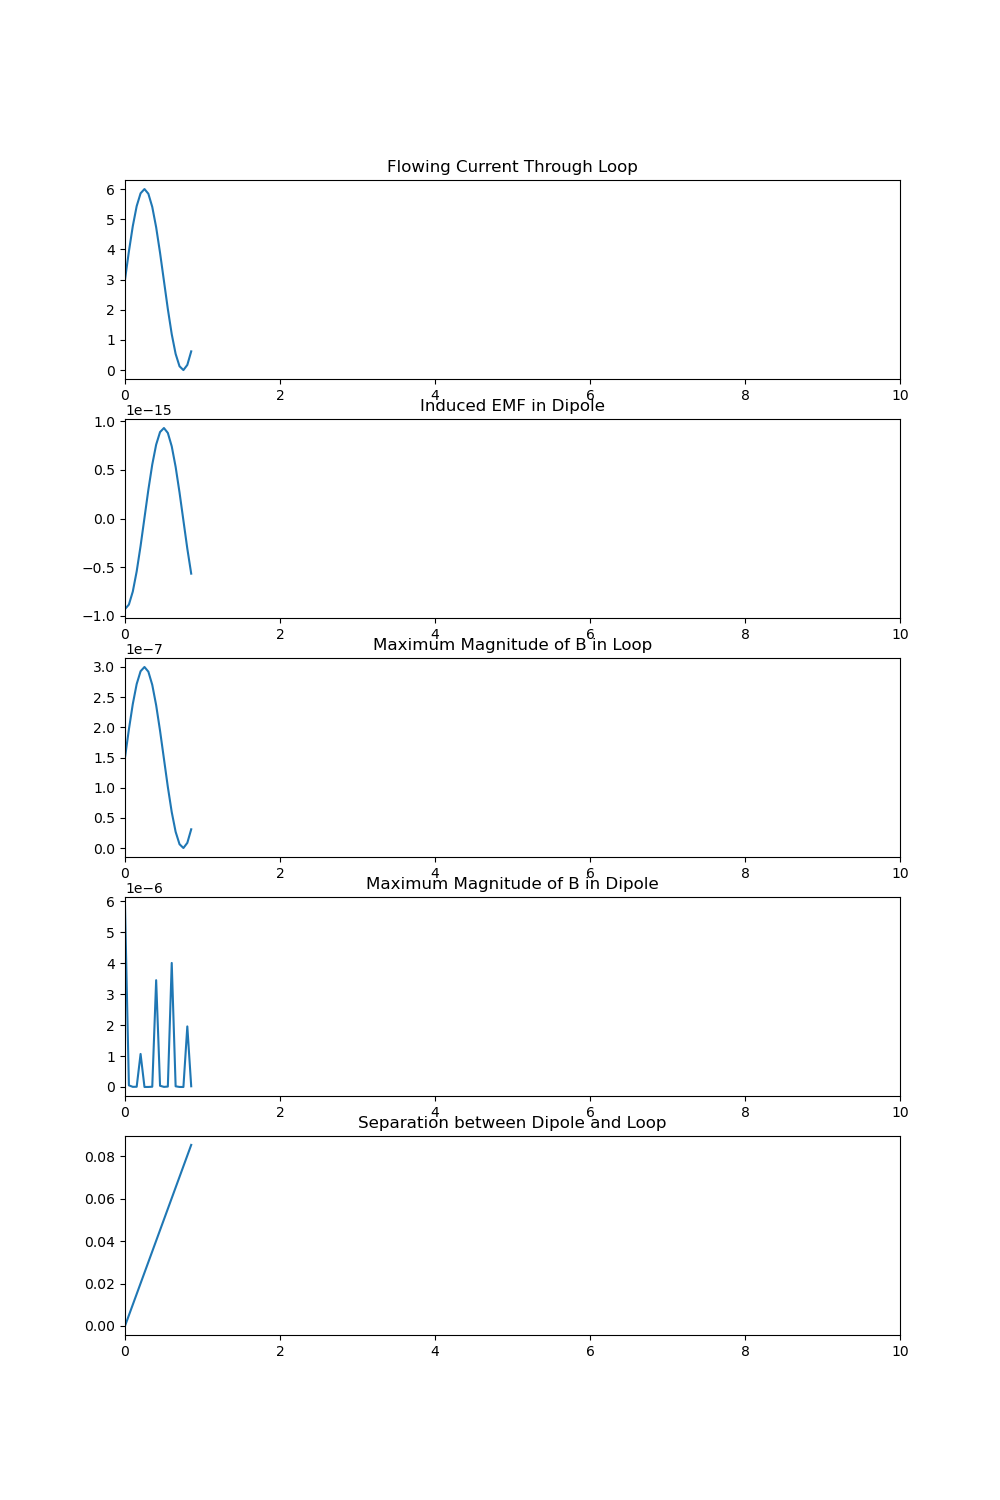 Flowing Current Through Loop
6
5
4
3
2
1
0
0 2 4 6 8 10
1e−15
Induced EMF in Dipole
1.0
0.5
0.0
−0.5
−1.0
0 2 4 6 8 10
1e−7
Maximum Magnitude of B in Loop
3.0
2.5
2.0
1.5
1.0
0.5
0.0
0 2 4 6 8 10
1e−6
Maximum Magnitude of B in Dipole
6
5
4
3
2
1
0
0 2 4 6 8 10
Separation between Dipole and Loop
0.08
0.06
0.04
0.02
0.00
0 2 4 6 8 10